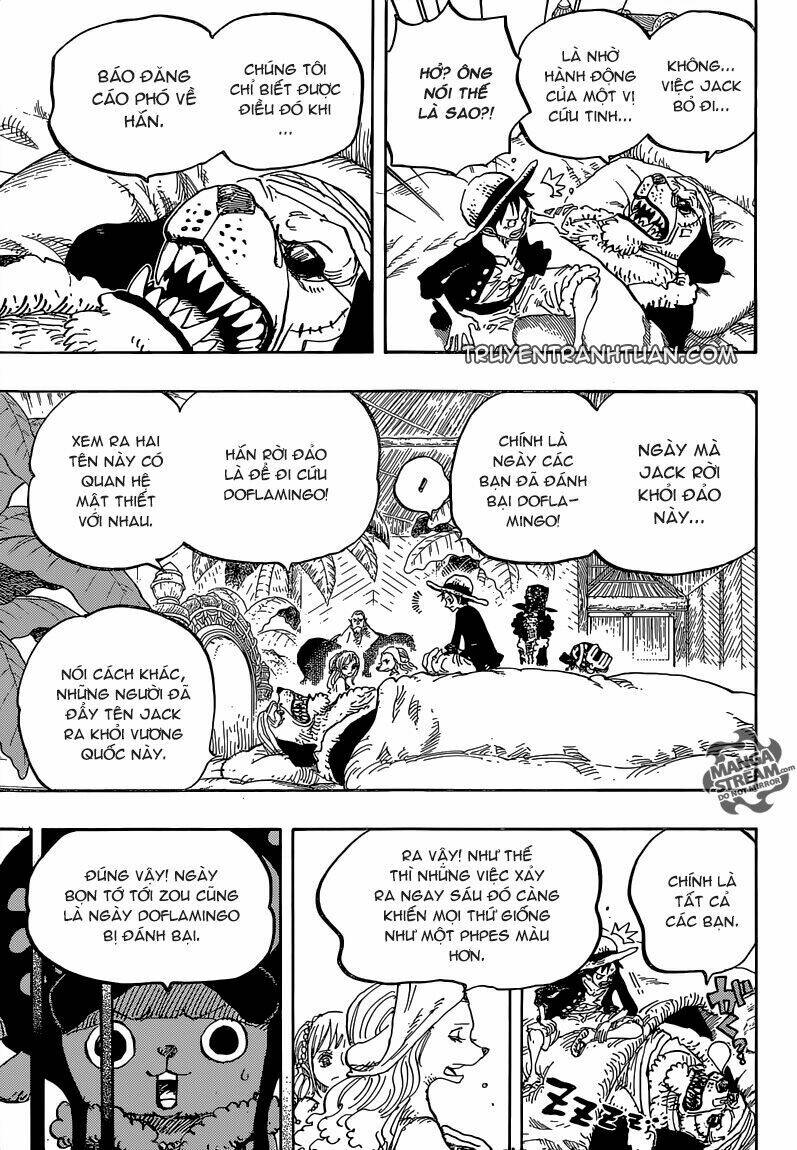 KHÔNG...
VIỆC JACK
BỎ ĐI...
LÀ NHỜ
HÀNH ĐỘNG
CỦA MỘT VỊ
CỨU TINH...
HỞ? ÔNG
NÓI THẾ
LÀ SAO?!
CHÚNG TÔI
CHỈ BIẾT ĐƯỢC
ĐIỀU ĐÓ KHI
...
BÁO ĐĂNG
CÁO PHÓ VỀ
HẮN.
TRUYENTRANHTUAN.COM
NGÀY MÀ
JACK RỜI
KHỎI ĐẢO
NÀY...
CHÍNH LÀ
NGÀY CÁC
BẠN ĐÃ ĐÁNH
BẠI DOFLA-
MINGO!
HẮN RỜI ĐẢO
LÀ ĐỂ ĐI CỨU
DOFLAMINGO!
XEM RA HAI
TÊN NÀY CÓ
QUAN HỆ
MẬT THIẾT
VỚI NHAU.
NÓI CÁCH KHÁC,
NHỮNG NGƯỜI ĐÃ
ĐẨY TÊN JACK
RA KHỎI VƯƠNG
QUỐC NÀY.
MANGA
STREAM.com
DO NOT MIRROR!
CHÍNH LÀ
TẤT CẢ
CÁC BẠN.
ガクッ
ZZZZZ...
RA VẬY! NHƯ THẾ
THÌ NHỮNG VIỆC XẢY
RA NGAY SÁU ĐÓ CÀNG
KHIẾN MỌI THỨ GIỐNG
NHƯ MỘT PHPES MÀU
HƠN.
ĐÚNG VẬY! NGÀY
BỌN TỚ TỚI ZOU CŨNG
LÀ NGÀY DOFLAMINGO
BỊ ĐÁNH BẠI.